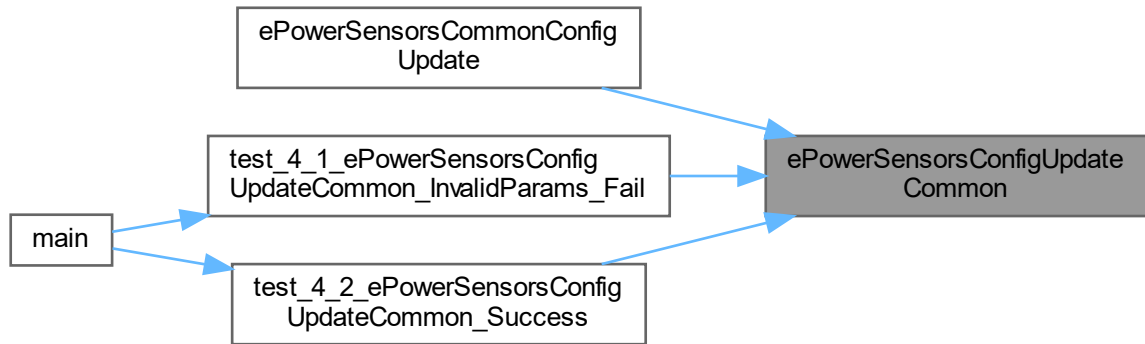 ePowerSensorsCommonConfig
Update
test_4_1_ePowerSensorsConfig
UpdateCommon_InvalidParams_Fail
ePowerSensorsConfigUpdate
Common
main
test_4_2_ePowerSensorsConfig
UpdateCommon_Success